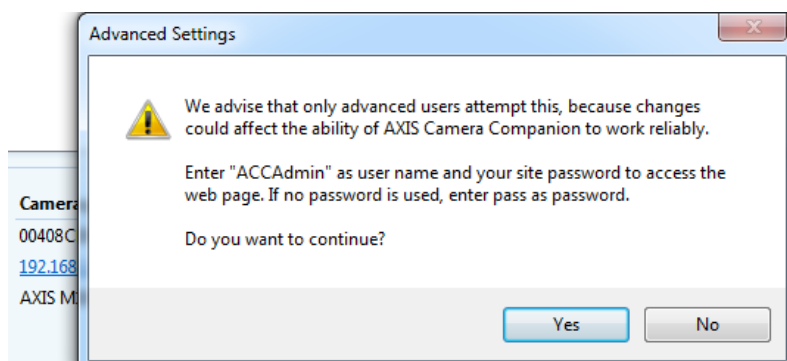 Advanced Settings
We advise that only advanced users attempt this, because changes
could affect the ability of AXIS Camera Companion to work reliably.
Enter "ACCAdmin" as user name and your site password to access the
web page. If no password is used, enter pass as password.
Do you want to continue?
Camera
00408C
192.168
AXIS
Yes No